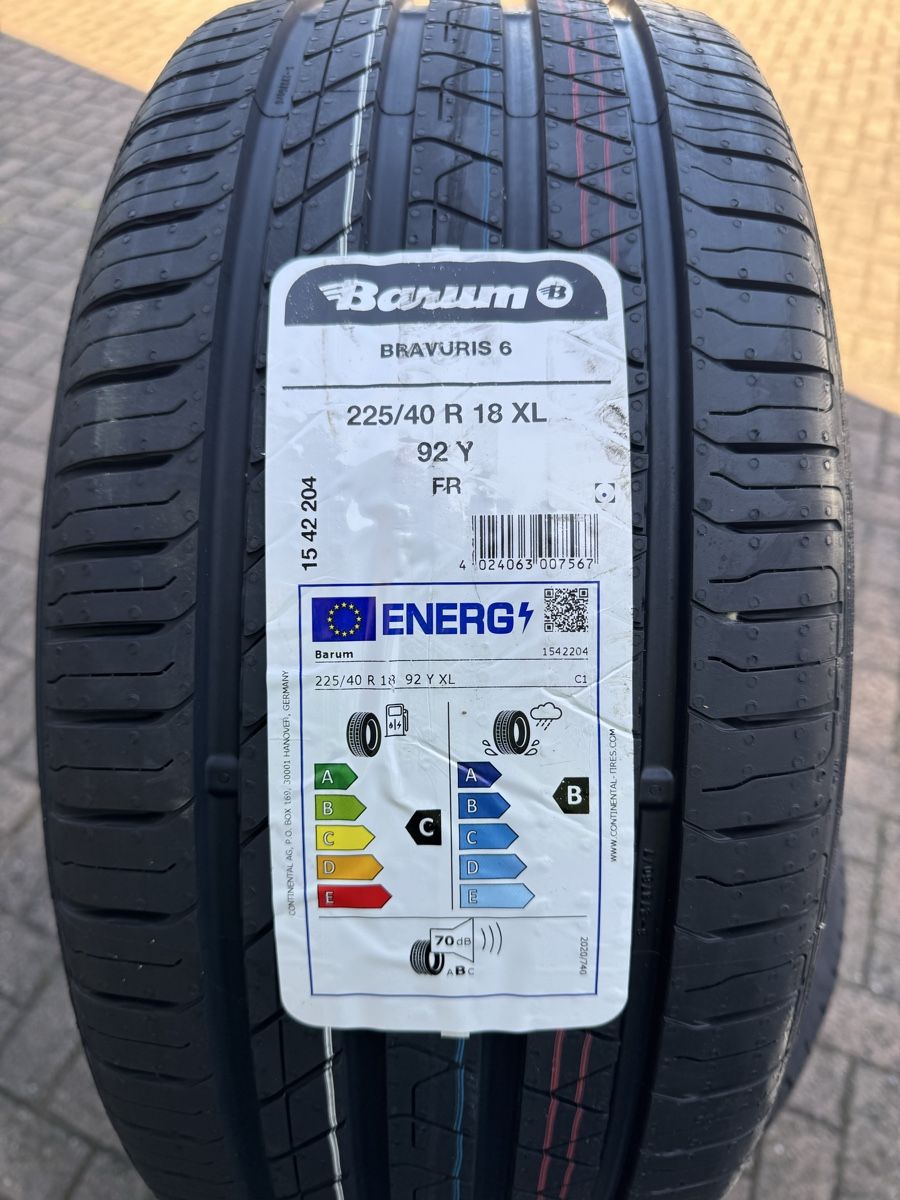 Barum B
BRAVURIS 6
225/40 R 18 XL
92 Y
FR
15 42 204
4 024063 007567
ENERG
Barum 1542204
225/40 R 18 92 Y XL C1
A
B
C
D
E
C
A
B
C
D
E
B
70 dB
ABC
2020/740
CONTINENTAL AG, P.O. BOX 169, 30001 HANOVER, GERMANY
WWW.CONTINENTAL-TIRES.COM